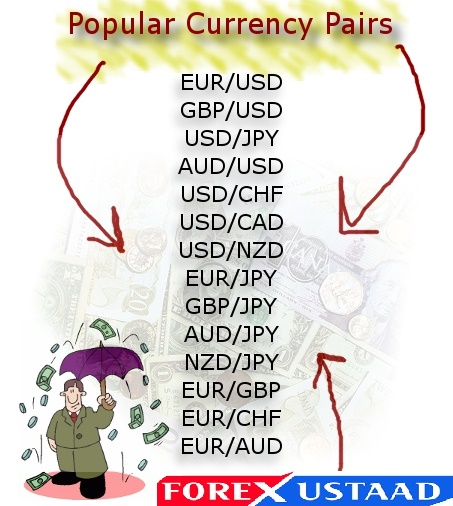 Popular Currency Pairs
EUR/USD
GBP/USD
USD/JPY
AUD/USD
USD/CHF
USD/CAD
USD/NZD
EUR/JPY
GBP/JPY
AUD/JPY
NZD/JPY
EUR/GBP
EUR/CHF
EUR/AUD
FOREX USTAAD